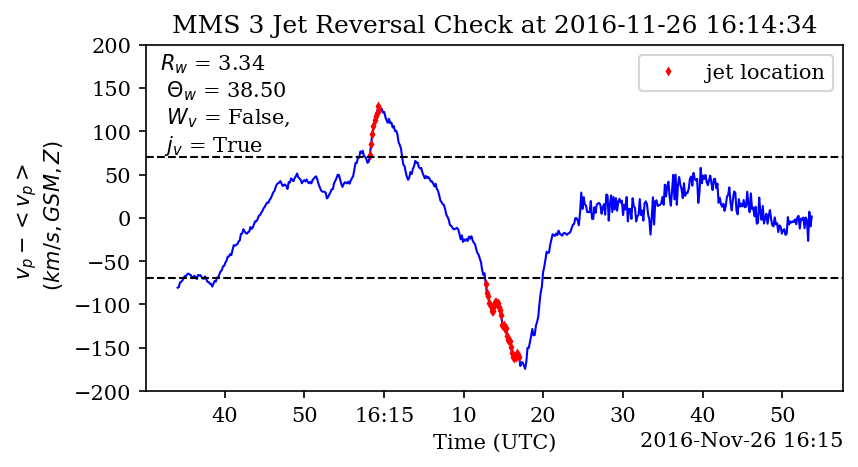 MMS 3 Jet Reversal Check at 2016-11-26 16:14:34
200
150
100
50
0
−50
−100
−150
−200
v_p − < v_p >
(km/s, GSM, Z)
R_w = 3.34
Θ_w = 38.50
W_v = False,
j_v = True
jet location
40 50 16:15 10 20 30 40 50
Time (UTC)
2016-Nov-26 16:15